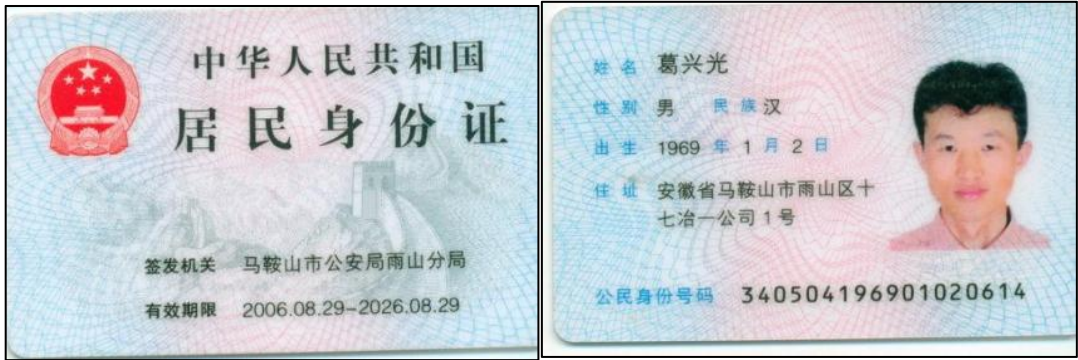 中华人民共和国
居民身份证
签发机关 马鞍山市公安局雨山分局
有效期限 2006.08.29-2026.08.29
姓名 葛兴光
性别 男 民族 汉
出生 1969 年 1 月 2 日
住址 安徽省马鞍山市雨山区十
七冶一公司1号
公民身份号码 340504196901020614